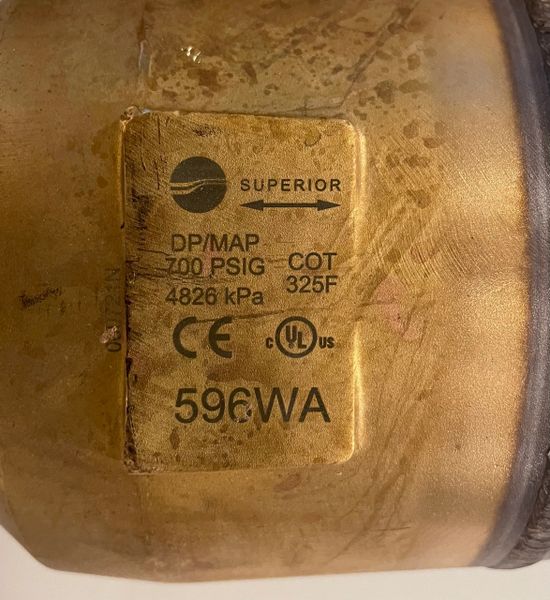 SUPERIOR
DP/MAP
700 PSIG
4826 kPa
COT
325F
CE
c UL us
596WA